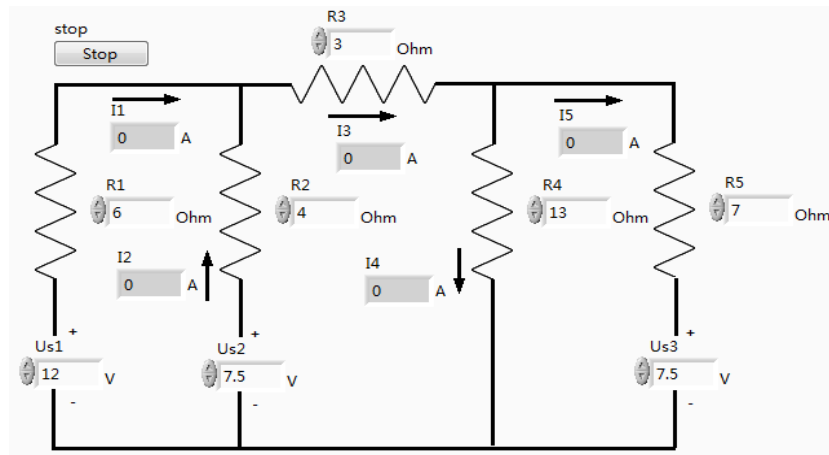 stop
Stop
R3
3 Ohm
I1
0 A
I3
0 A
I5
0 A
R1
6 Ohm
R2
4 Ohm
R4
13 Ohm
R5
7 Ohm
I2
0 A
I4
0 A
+
+
+
Us1
12 V
Us2
7.5 V
Us3
7.5 V
-
-
-